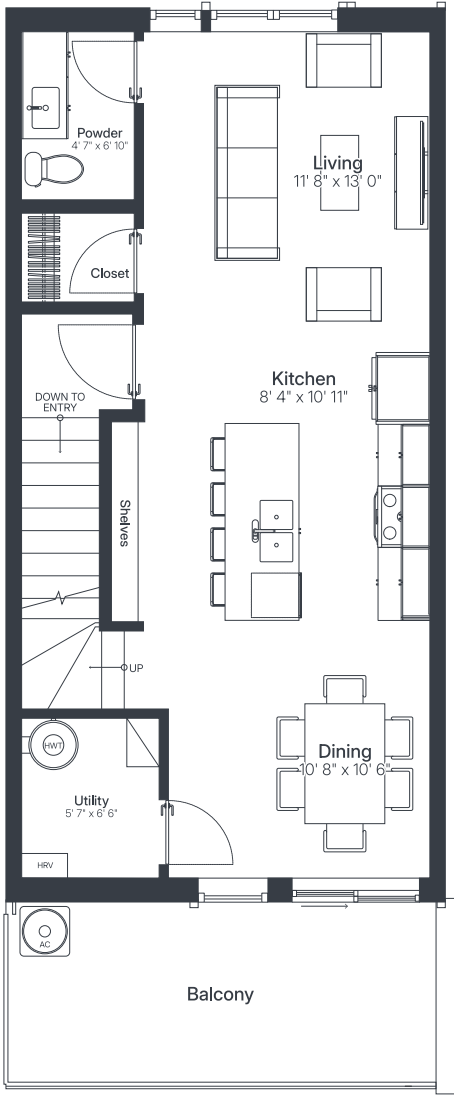 Powder
4' 7" x 6' 10"
Living
11' 8" x 13' 0"
Closet
Kitchen
8' 4" x 10' 11"
DOWN TO
ENTRY
Shelves
UP
HWT
Dining
10' 8" x 10' 6"
Utility
5' 7" x 6' 6"
HRV
AC
Balcony